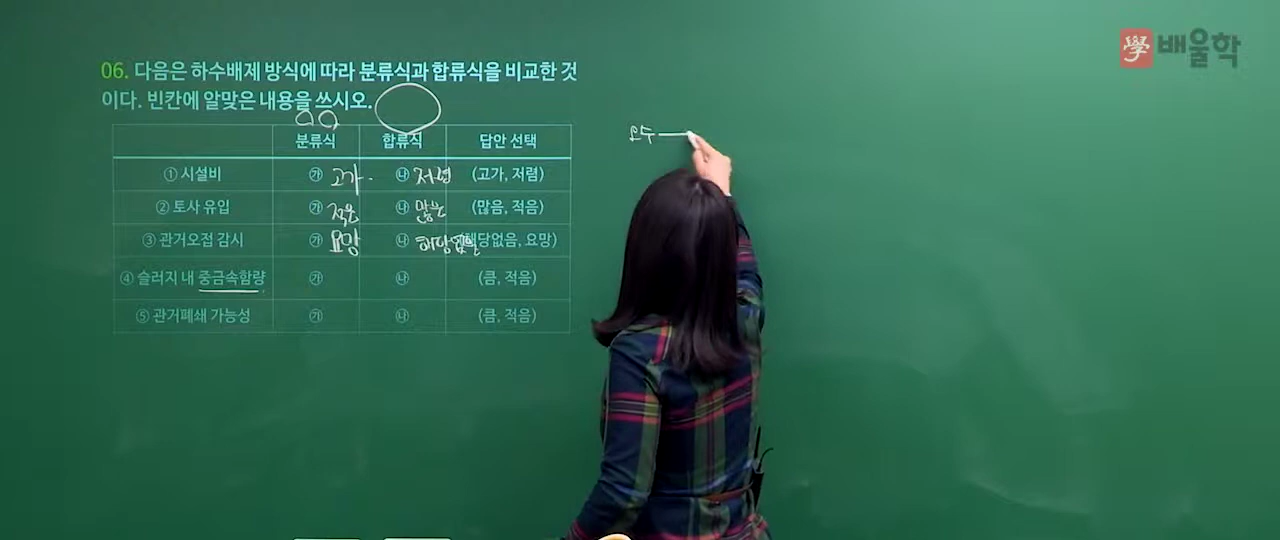 學 배울학
06. 다음은 하수배제 방식에 따라 분류식과 합류식을 비교한 것
이다. 빈칸에 알맞은 내용을 쓰시오.
분류식 합류식 답안 선택
① 시설비 ㉮ 고가 ㉯ 저렴 (고가, 저렴)
② 토사 유입 ㉮ 적음 ㉯ 많음 (많음, 적음)
③ 관거오접 감시 ㉮ 요망 ㉯ 해당없음 (해당없음, 요망)
④ 슬러지 내 중금속함량 ㉮ ㉯ (큼, 적음)
⑤ 관거폐쇄 가능성 ㉮ ㉯ (큼, 적음)
오수